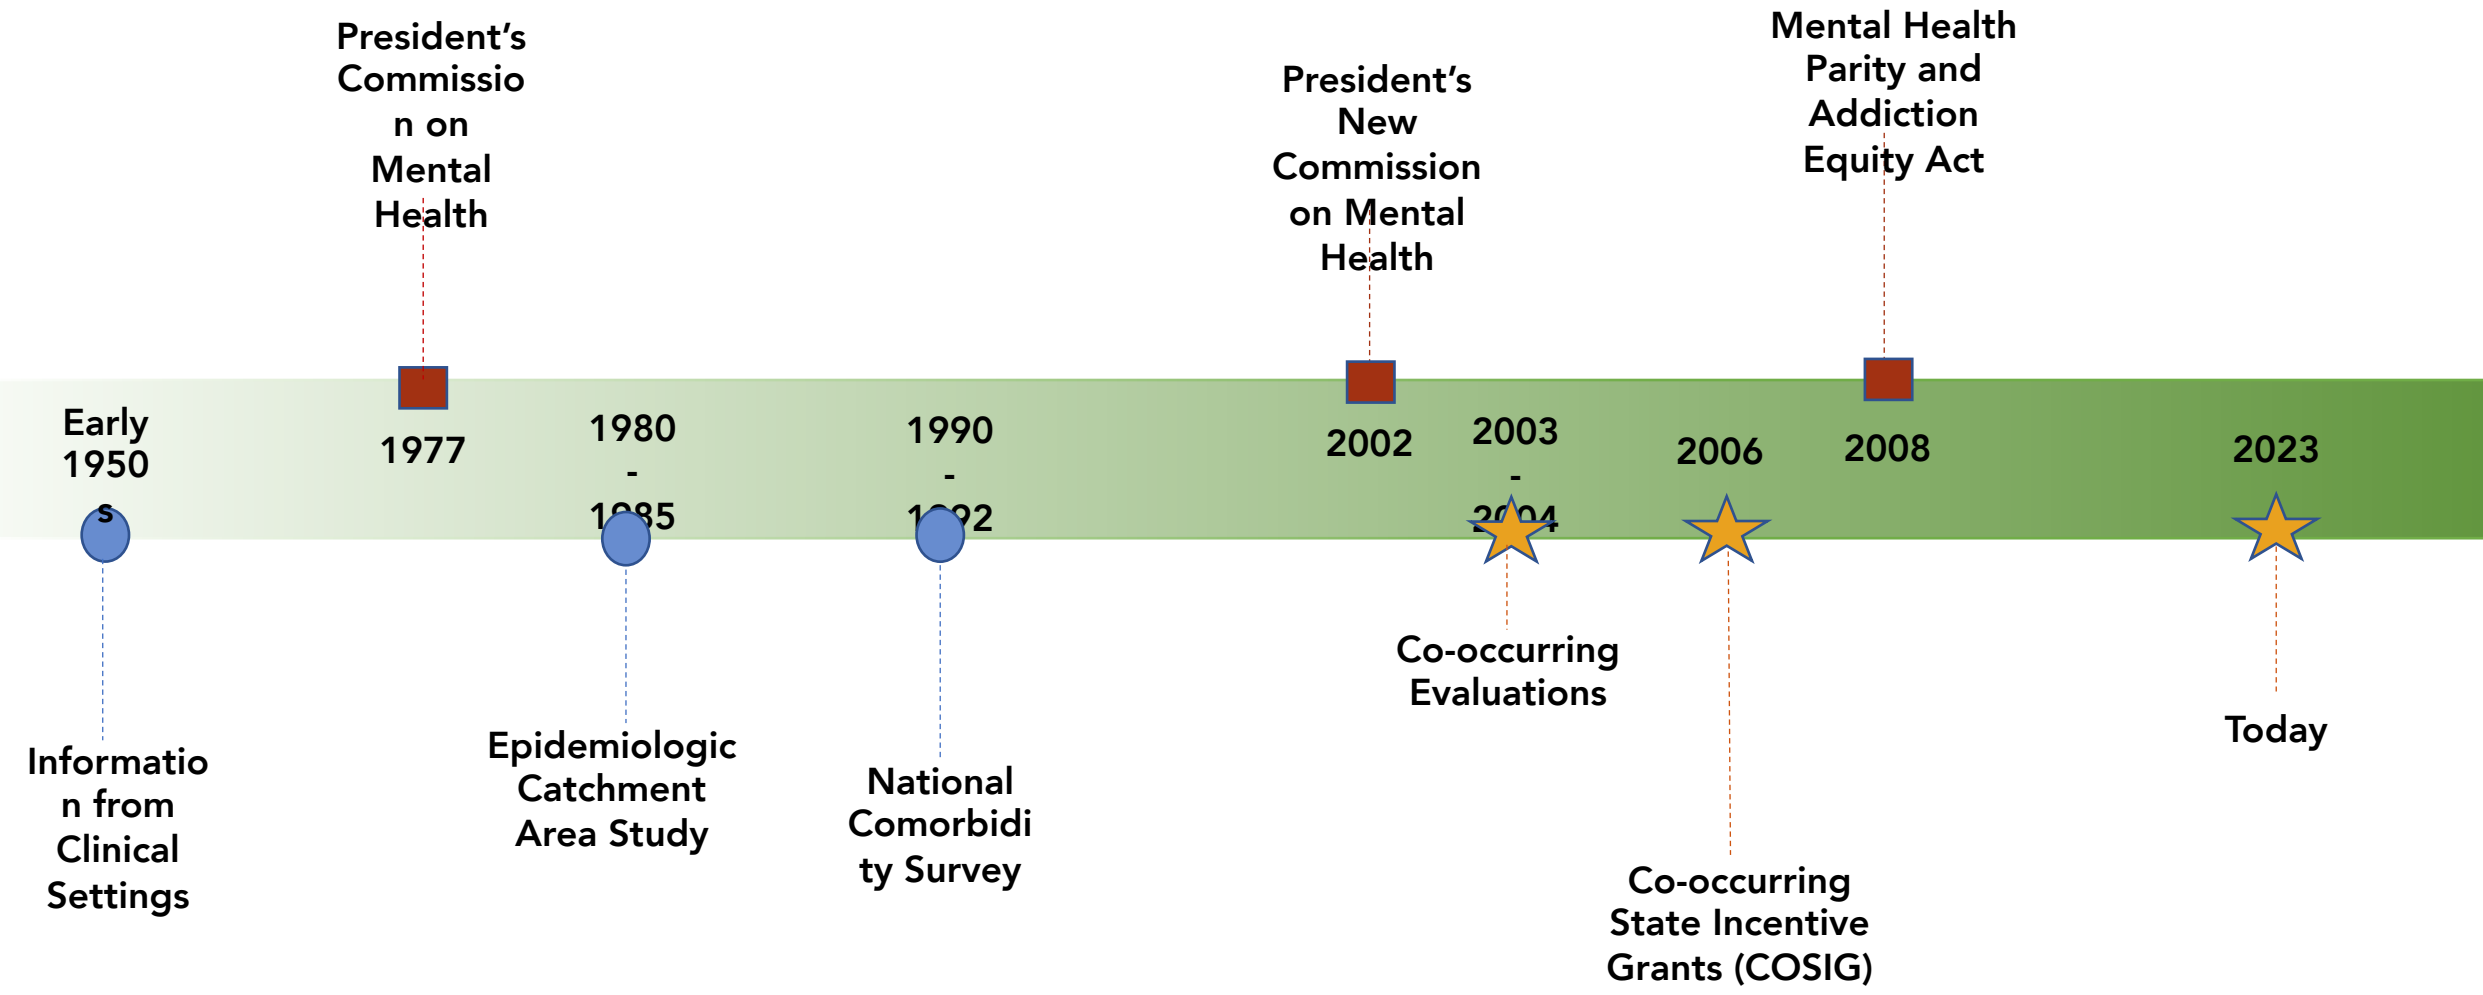 President’s
Commissio
n on
Mental
Health
President’s
New
Commission
on Mental
Health
Mental Health
Parity and
Addiction
Equity Act
Early
1950
s
1977
1980
-
1985
1990
-
1992
2002
2003
-
2004
2006
2008
2023
Informatio
n from
Clinical
Settings
Epidemiologic
Catchment
Area Study
National
Comorbidi
ty Survey
Co-occurring
Evaluations
Co-occurring
State Incentive
Grants (COSIG)
Today